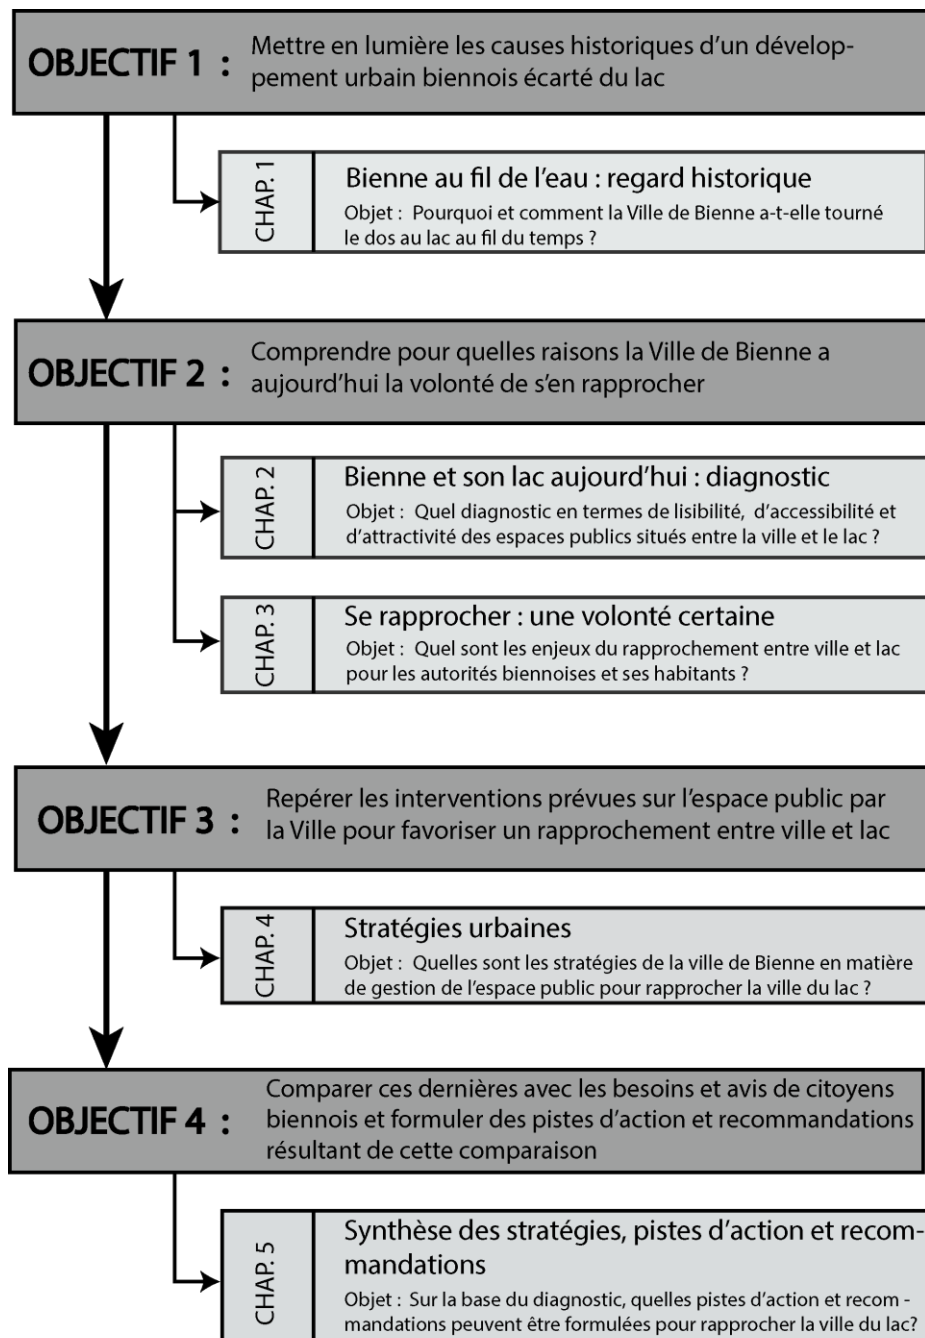 OBJECTIF 1 : Mettre en lumière les causes historiques d'un dévelop-
pement urbain biennois écarté du lac
CHAP. 1
Bienne au fil de l'eau : regard historique
Objet : Pourquoi et comment la Ville de Bienne a-t-elle tourné
le dos au lac au fil du temps ?
OBJECTIF 2 : Comprendre pour quelles raisons la Ville de Bienne a
aujourd'hui la volonté de s'en rapprocher
CHAP. 2
Bienne et son lac aujourd'hui : diagnostic
Objet : Quel diagnostic en termes de lisibilité, d'accessibilité et
d'attractivité des espaces publics situés entre la ville et le lac ?
CHAP. 3
Se rapprocher : une volonté certaine
Objet : Quel sont les enjeux du rapprochement entre ville et lac
pour les autorités biennoises et ses habitants ?
OBJECTIF 3 : Repérer les interventions prévues sur l'espace public par
la Ville pour favoriser un rapprochement entre ville et lac
CHAP. 4
Stratégies urbaines
Objet : Quelles sont les stratégies de la ville de Bienne en matière
de gestion de l'espace public pour rapprocher la ville du lac ?
OBJECTIF 4 : Comparer ces dernières avec les besoins et avis de citoyens
biennois et formuler des pistes d'action et recommandations
résultant de cette comparaison
CHAP. 5
Synthèse des stratégies, pistes d'action et recom-
mandations
Objet : Sur la base du diagnostic, quelles pistes d'action et recom -
mandations peuvent être formulées pour rapprocher la ville du lac?